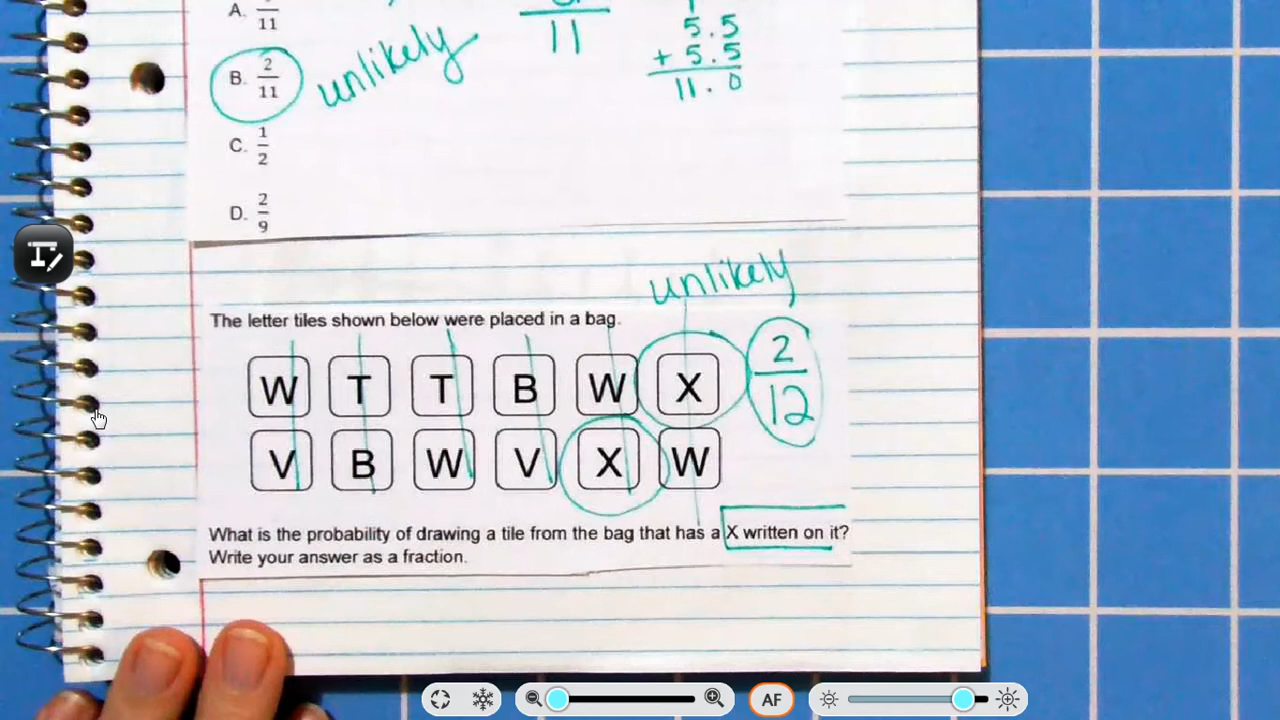 A. 11
B. 2/11 unlikely
11
5.5
+ 5.5
11.0
C. 1/2
D. 2/9
unlikely
The letter tiles shown below were placed in a bag.
W T T B W X
2/12
V B W V X W
What is the probability of drawing a tile from the bag that has a X written on it?
Write your answer as a fraction.
AF